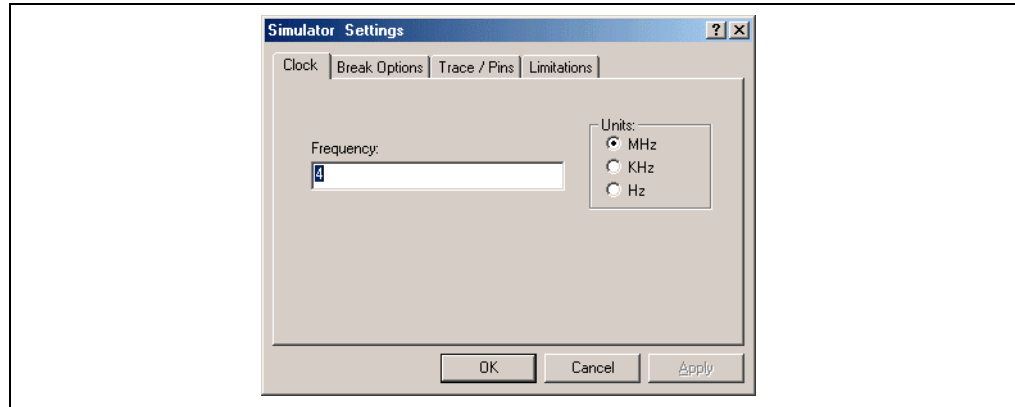 Simulator Settings
Clock
Break Options
Trace / Pins
Limitations
Frequency:
4
Units:
MHz
KHz
Hz
OK
Cancel
Apply